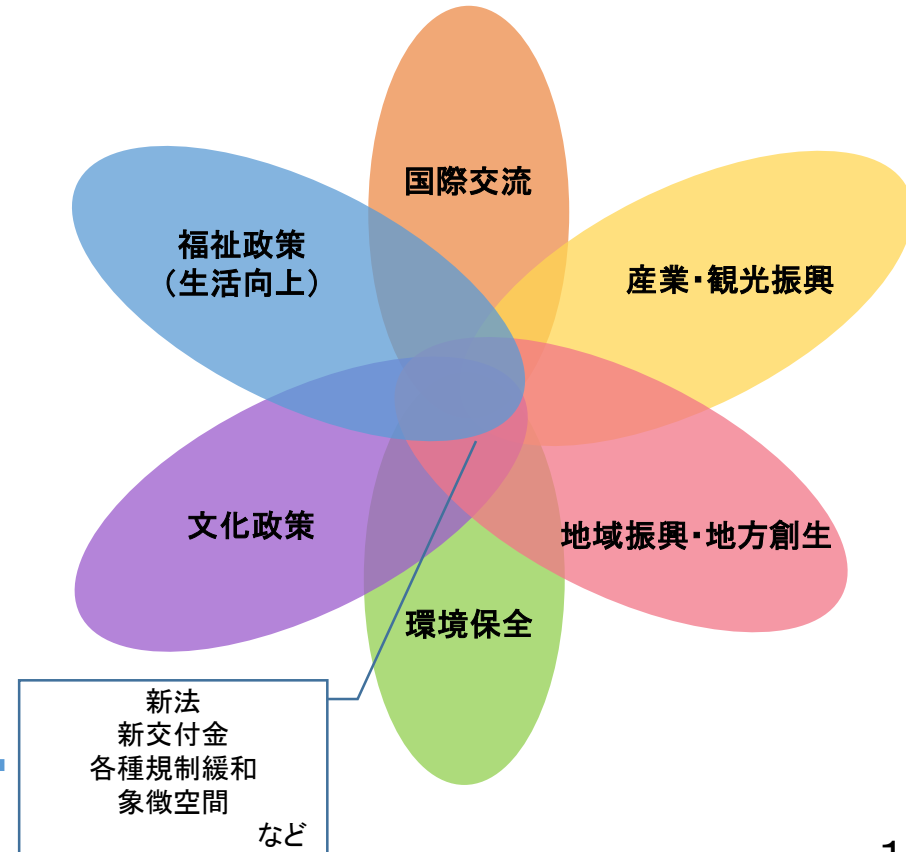 国際交流
福祉政策
（生活向上）
産業・観光振興
文化政策
地域振興・地方創生
環境保全
新法
新交付金
各種規制緩和
象徴空間
など
1